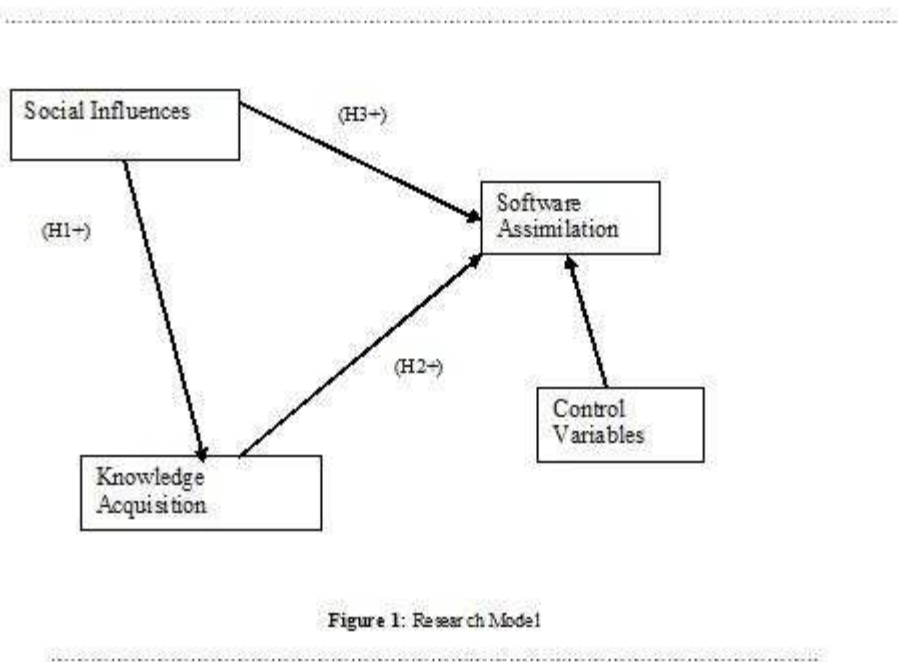 Social Influences
(H3+)
Software
Assimilation
(H1+)
(H2+)
Control
Variables
Knowledge
Acquisition
Figure 1: Research Model